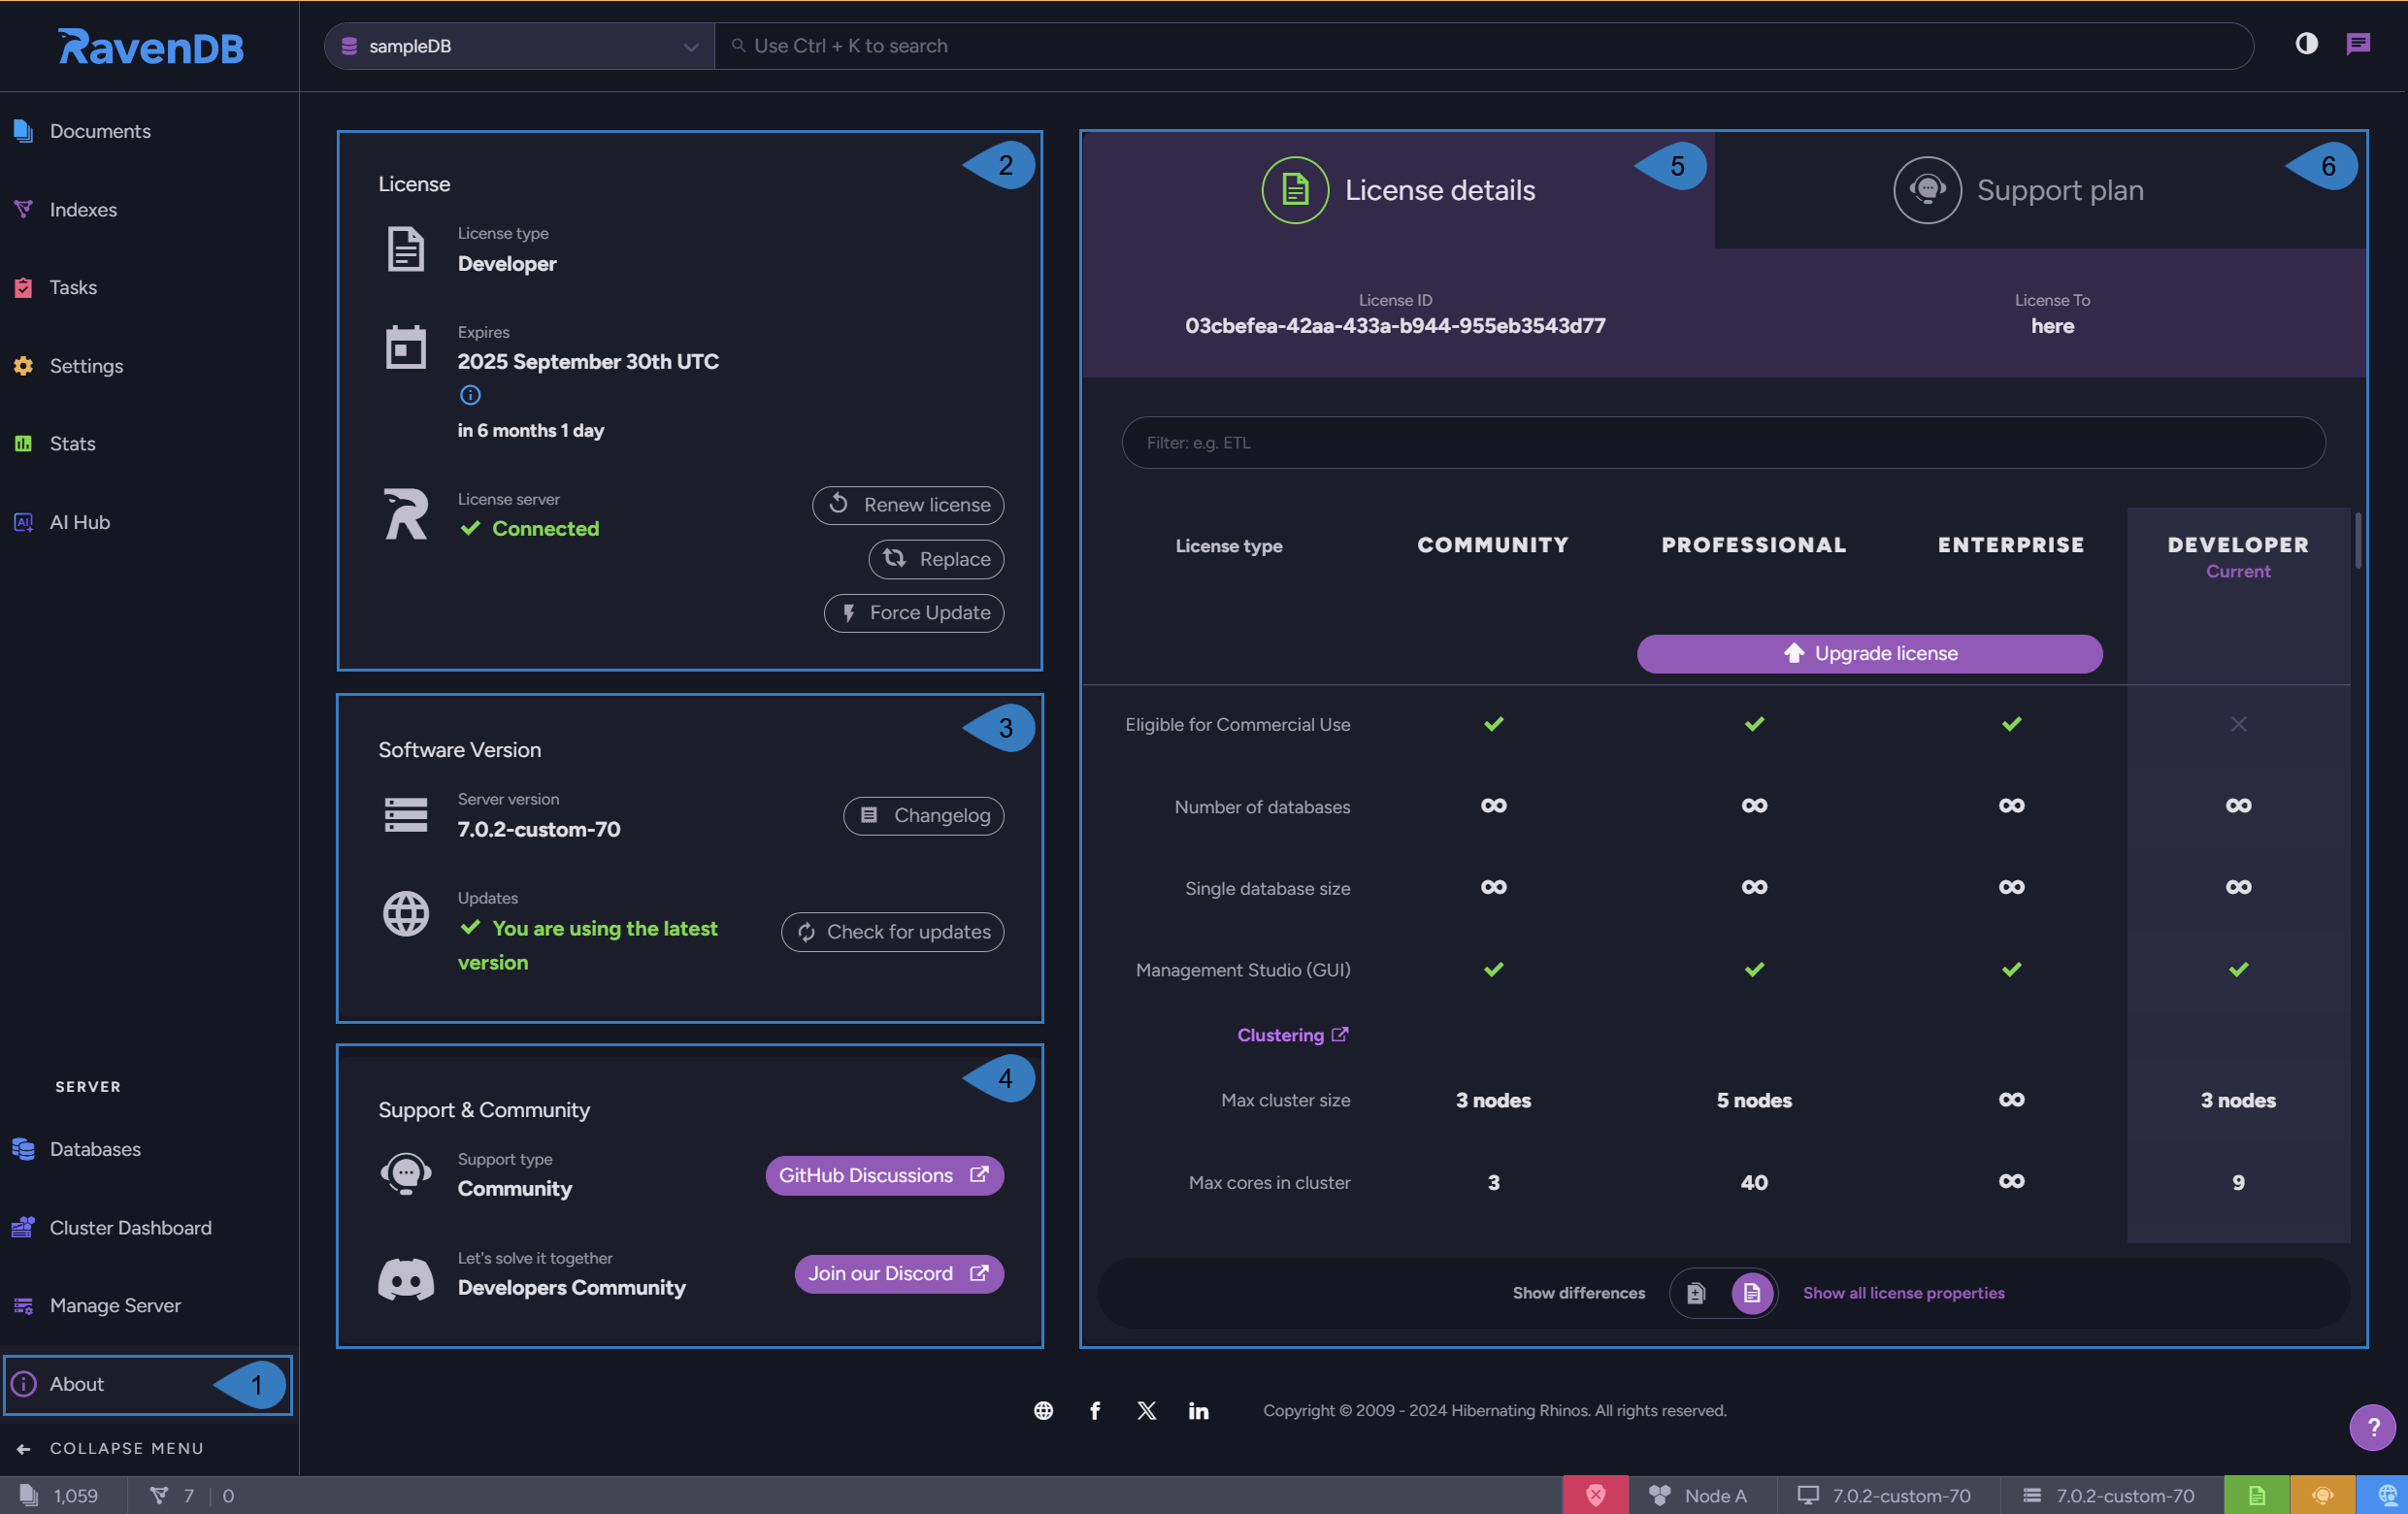 RavenDB
sampleDB
Use Ctrl + K to search
Documents
Indexes
Tasks
Settings
Stats
AI Hub
SERVER
Databases
Cluster Dashboard
Manage Server
About
1
COLLAPSE MENU
2
License
License type
Developer
Expires
2025 September 30th UTC
in 6 months 1 day
License server
Connected
Renew license
Replace
Force Update
3
Software Version
Server version
7.0.2-custom-70
Changelog
Updates
You are using the latest
version
Check for updates
4
Support & Community
Support type
Community
GitHub Discussions
Let's solve it together
Developers Community
Join our Discord
License details
5
Support plan
6
License ID
03cbefea-42aa-433a-b944-955eb3543d77
License To
here
Filter: e.g. ETL
License type COMMUNITY PROFESSIONAL ENTERPRISE DEVELOPER
Current
Upgrade license
Eligible for Commercial Use
Number of databases ∞ ∞ ∞ ∞
Single database size ∞ ∞ ∞ ∞
Management Studio (GUI)
Clustering
Max cluster size 3 nodes 5 nodes ∞ 3 nodes
Max cores in cluster 3 40 ∞ 9
Show differences
Show all license properties
Copyright © 2009 - 2024 Hibernating Rhinos. All rights reserved.
?
1,059 7 | 0 Node A 7.0.2-custom-70 7.0.2-custom-70